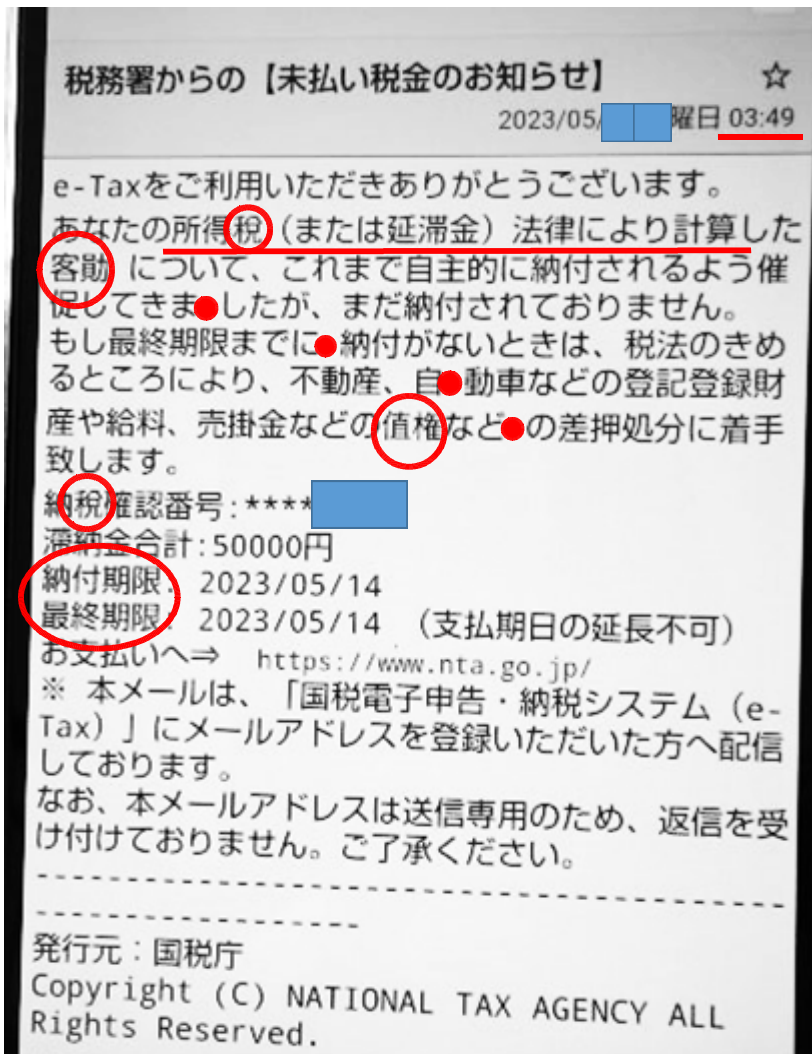 税務署からの【未払い税金のお知らせ】 ☆
2023/05/ 曜日 03:49
e-Taxをご利用いただきありがとうございます。
あなたの所得税（または延滞金）法律により計算した
客勛 について、これまで自主的に納付されるよう催
促してきましたが、まだ納付されておりません。
もし最終期限までに納付がないときは、税法のきめ
るところにより、不動産、自動車などの登記登録財
産や給料、売掛金などの值権などの差押処分に着手
致します。
納税確認番号:****
滞納金合計:50000円
納付期限: 2023/05/14
最終期限: 2023/05/14 （支払期日の延長不可）
お支払いへ⇒ https://www.nta.go.jp/
※ 本メールは、「国税電子申告・納税システム（e-
Tax）」にメールアドレスを登録いただいた方へ配信
しております。
なお、本メールアドレスは送信専用のため、返信を受
け付けておりません。ご了承ください。
-------------------------------------------
------------------
発行元：国税庁
Copyright (C) NATIONAL TAX AGENCY ALL
Rights Reserved.